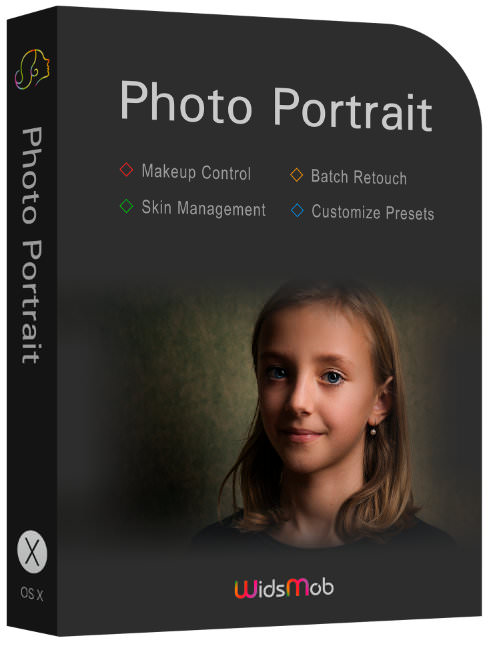 Photo Portrait
Makeup Control
Batch Retouch
Skin Management
Customize Presets
WidsMob
Photo Portrait
X
OS X